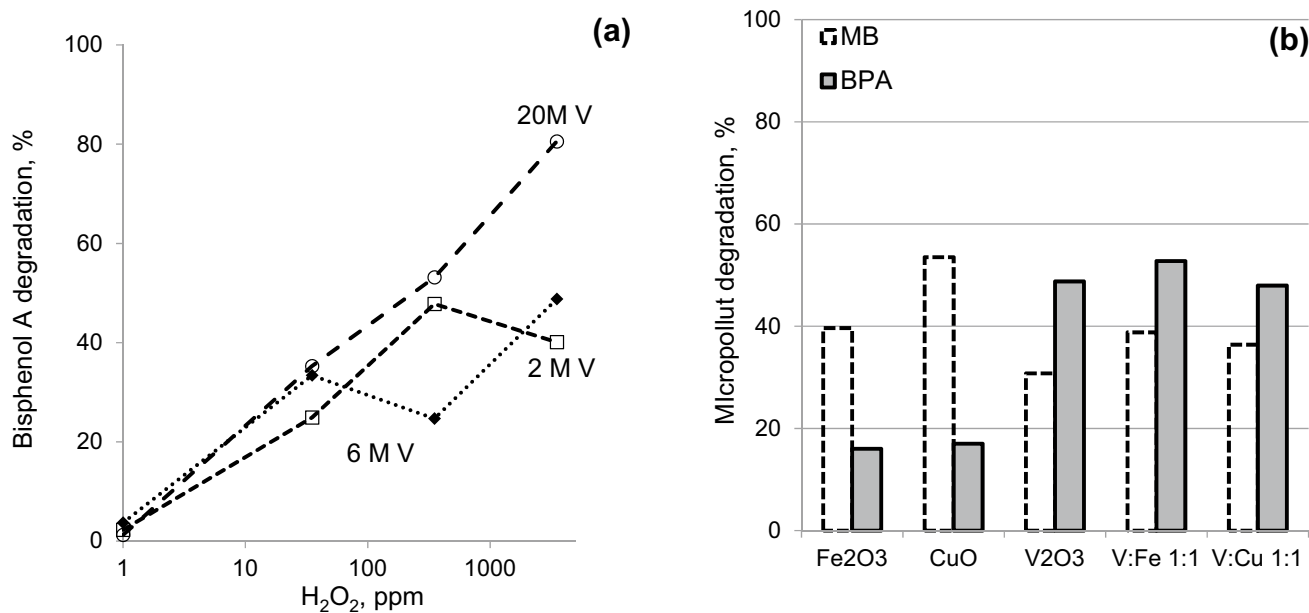 (a)
Bisphenol A degradation, %
100
80
60
40
20
0
20M V
2 M V
6 M V
1
10
100
1000
H₂O₂, ppm
(b)
MIcropollut degradation, %
100
80
60
40
20
0
MB
BPA
Fe2O3
CuO
V2O3
V:Fe 1:1
V:Cu 1:1